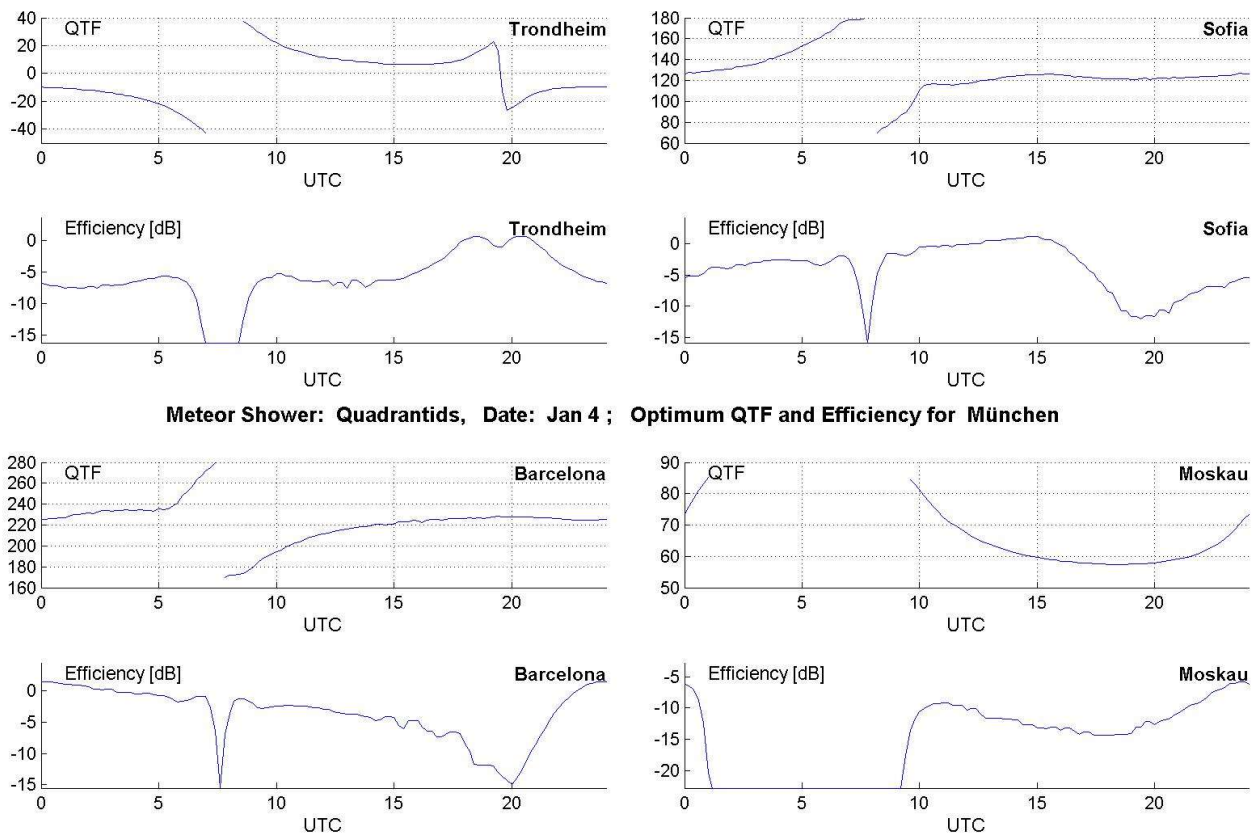 QTF Trondheim
40
20
0
-20
-40
0 5 10 15 20
UTC
QTF Sofia
180
160
140
120
100
80
60
0 5 10 15 20
UTC
Efficiency [dB] Trondheim
0
-5
-10
-15
0 5 10 15 20
UTC
Efficiency [dB] Sofia
0
-5
-10
-15
0 5 10 15 20
UTC
Meteor Shower: Quadrantids, Date: Jan 4 ; Optimum QTF and Efficiency for München
QTF Barcelona
280
260
240
220
200
180
160
0 5 10 15 20
UTC
QTF Moskau
90
80
70
60
50
0 5 10 15 20
UTC
Efficiency [dB] Barcelona
0
-5
-10
-15
0 5 10 15 20
UTC
Efficiency [dB] Moskau
-5
-10
-15
-20
0 5 10 15 20
UTC